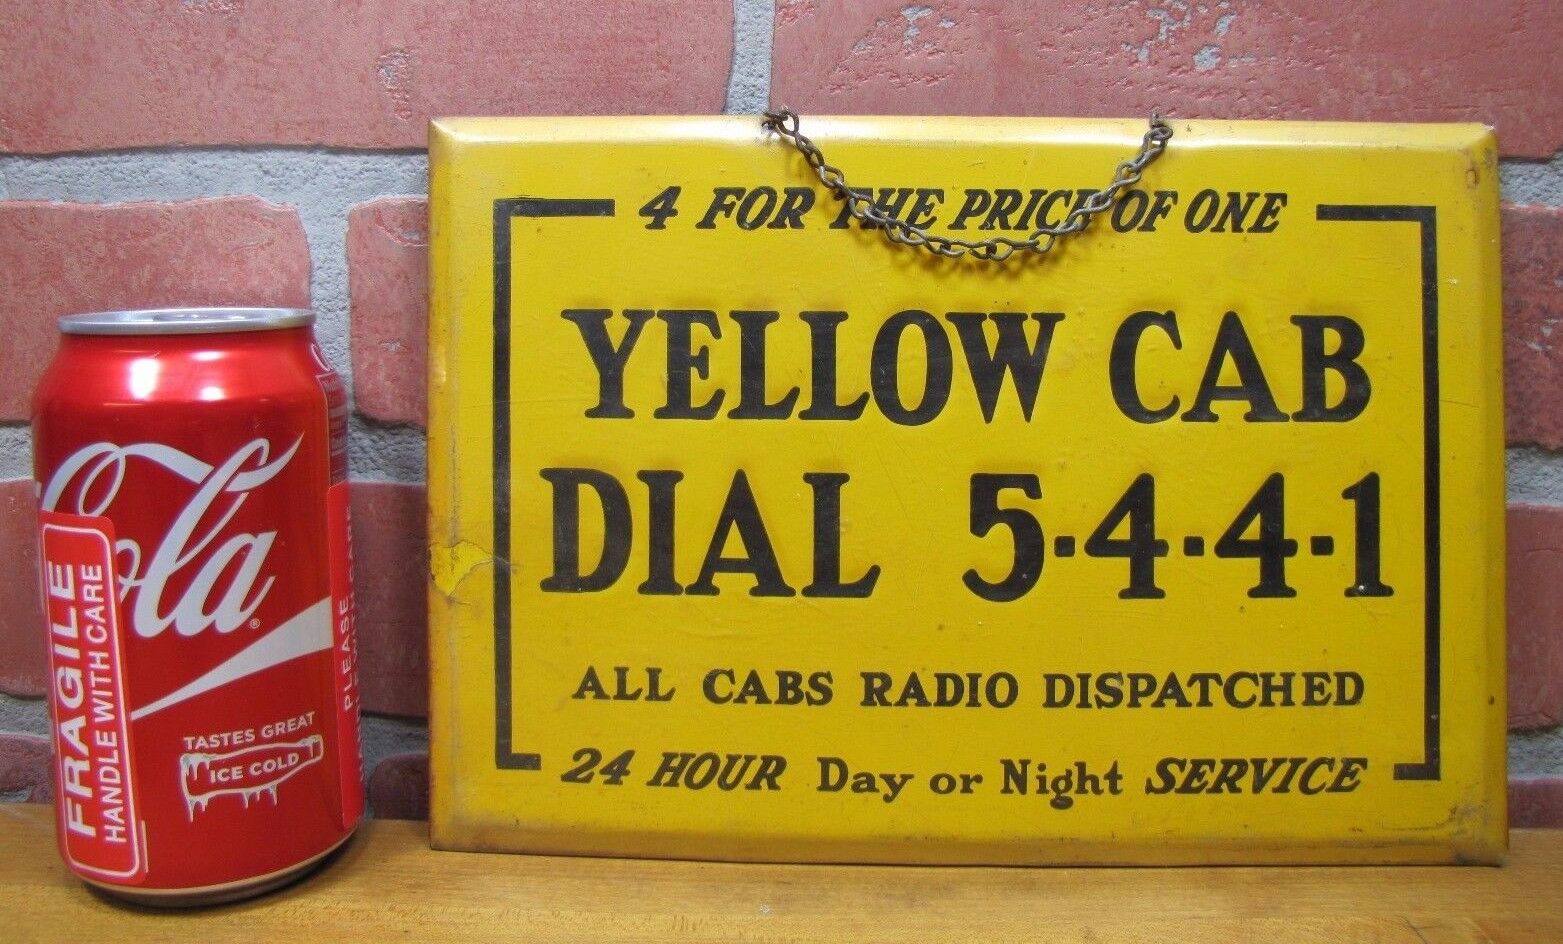 4 FOR THE PRICE OF ONE
YELLOW CAB
DIAL 5-4-4-1
ALL CABS RADIO DISPATCHED
24 HOUR Day or Night SERVICE
Cola
®
TASTES GREAT
ICE COLD
FRAGILE
HANDLE WITH CARE
PLEASE